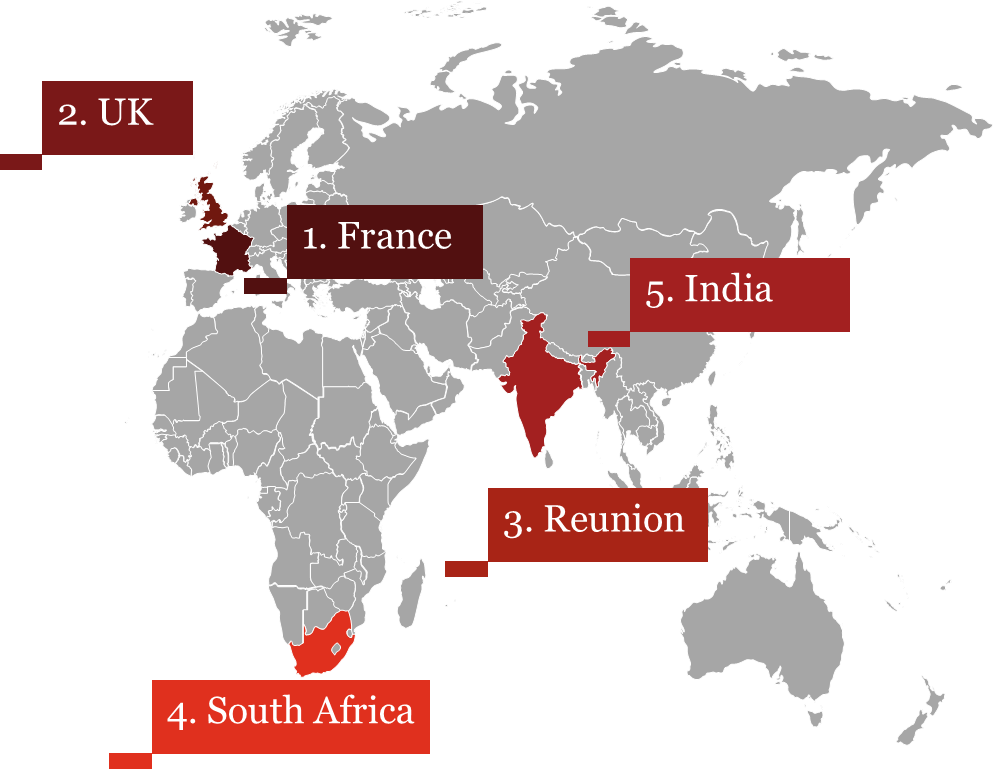 2. UK
1. France
5. India
3. Reunion
4. South Africa